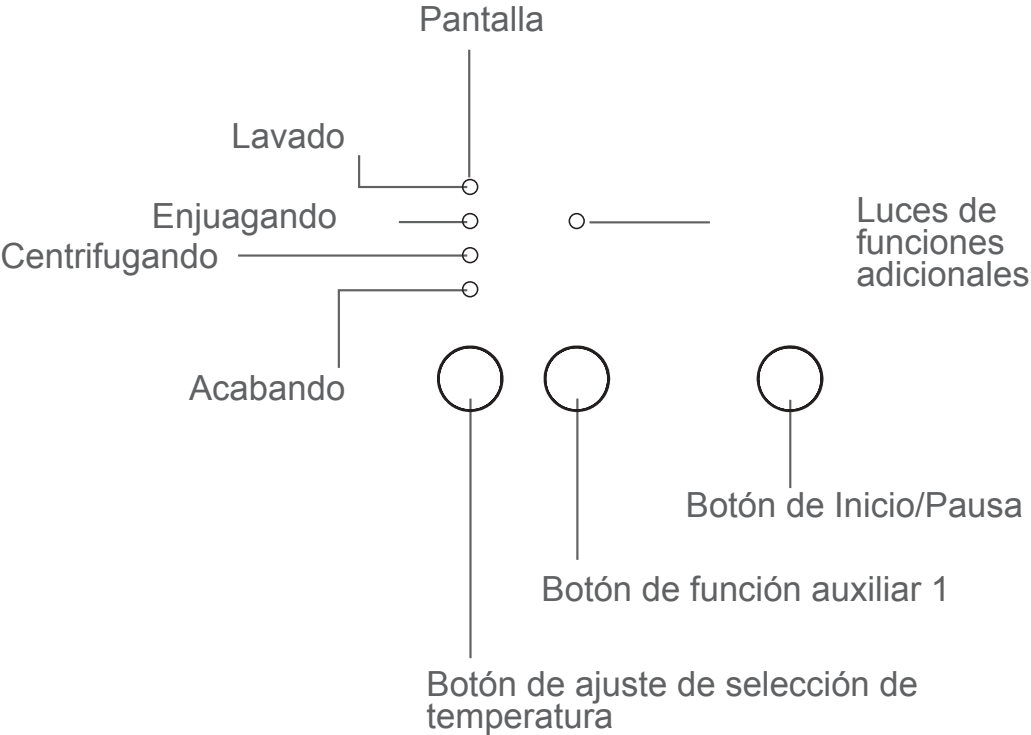 Pantalla
Lavado
Enjuagando
Centrifugando
Acabando
Luces de
funciones
adicionales
Botón de Inicio/Pausa
Botón de función auxiliar 1
Botón de ajuste de selección de
temperatura